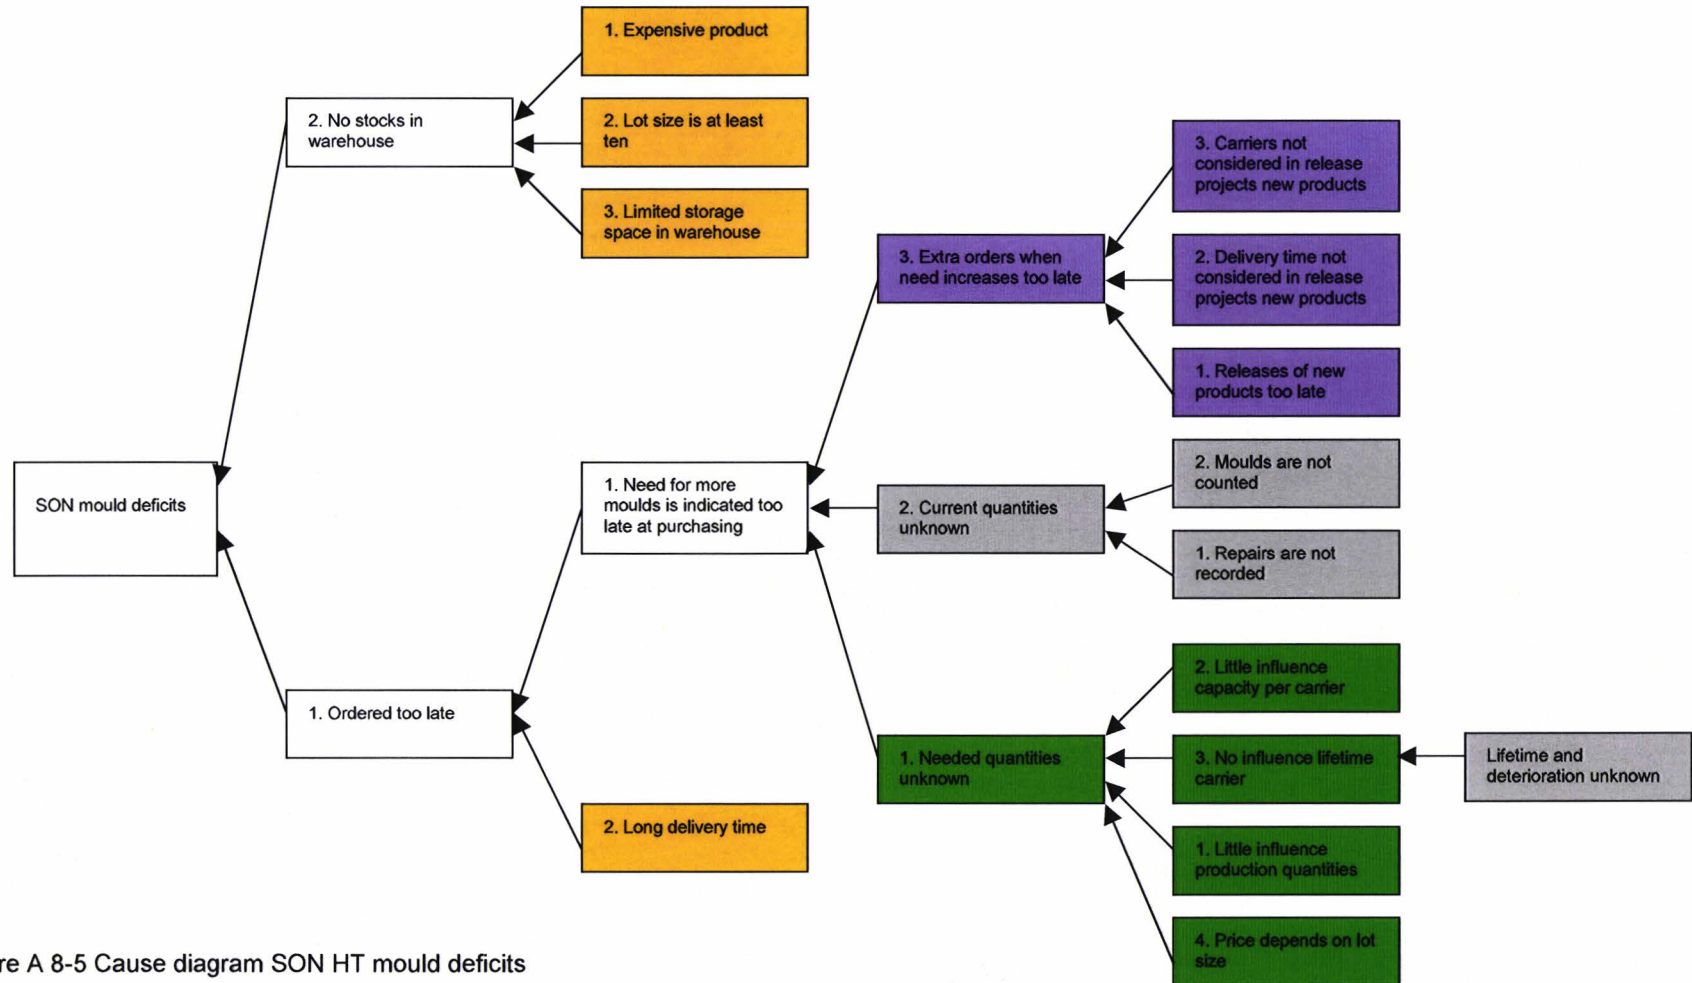 1. Expensive product
2. No stocks in
warehouse
2. Lot size is at least
ten
3. Limited storage
space in warehouse
3. Carriers not
considered in release
projects new products
3. Extra orders when
need increases too late
2. Delivery time not
considered in release
projects new products
1. Releases of new
products too late
SON mould deficits
1. Need for more
moulds is indicated too
late at purchasing
2. Current quantities
unknown
2. Moulds are not
counted
1. Repairs are not
recorded
1. Ordered too late
2. Long delivery time
1. Needed quantities
unknown
2. Little influence
capacity per carrier
3. No influence lifetime
carrier
Lifetime and
deterioration unknown
1. Little influence
production quantities
4. Price depends on lot
size
re A 8-5 Cause diagram SON HT mould deficits